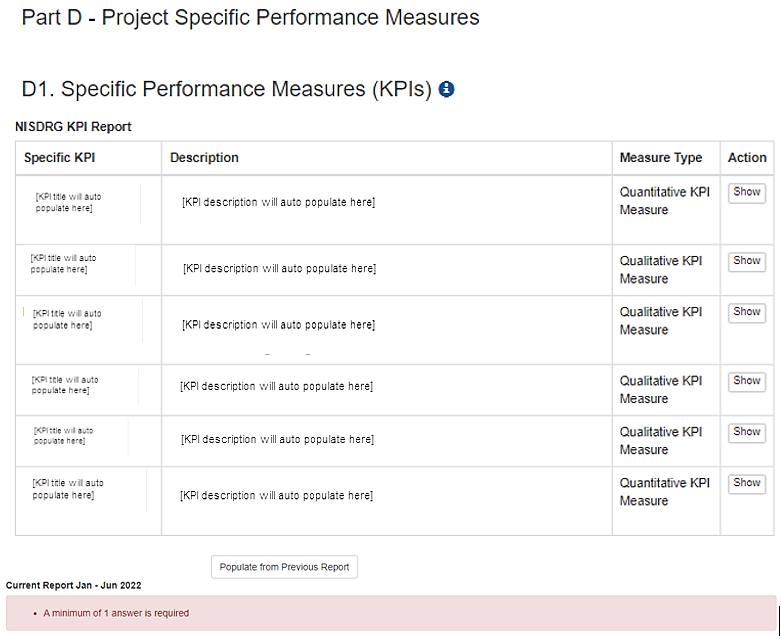 Part D - Project Specific Performance Measures
D1. Specific Performance Measures (KPIs)
NISDRG KPI Report
Specific KPI Description Measure Type Action
[KPI title will auto
populate here]
[KPI description will auto populate here]
Quantitative KPI
Measure
Show
[KPI title will auto
populate here]
[KPI description will auto populate here]
Qualitative KPI
Measure
Show
[KPI title will auto
populate here]
[KPI description will auto populate here]
Qualitative KPI
Measure
Show
[KPI title will auto
populate here]
[KPI description will auto populate here]
Qualitative KPI
Measure
Show
[KPI title will auto
populate here]
[KPI description will auto populate here]
Qualitative KPI
Measure
Show
[KPI title will auto
populate here]
[KPI description will auto populate here]
Quantitative KPI
Measure
Show
Populate from Previous Report
Current Report Jan - Jun 2022
• A minimum of 1 answer is required